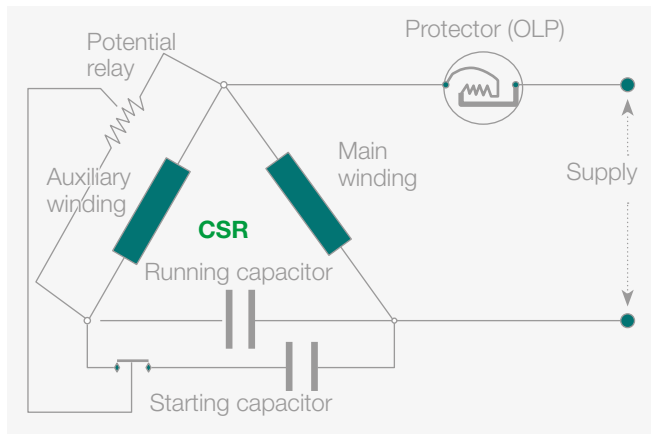 Protector (OLP)
Potential
relay
Main
winding
Auxiliary
winding
Supply
CSR
Running capacitor
Starting capacitor